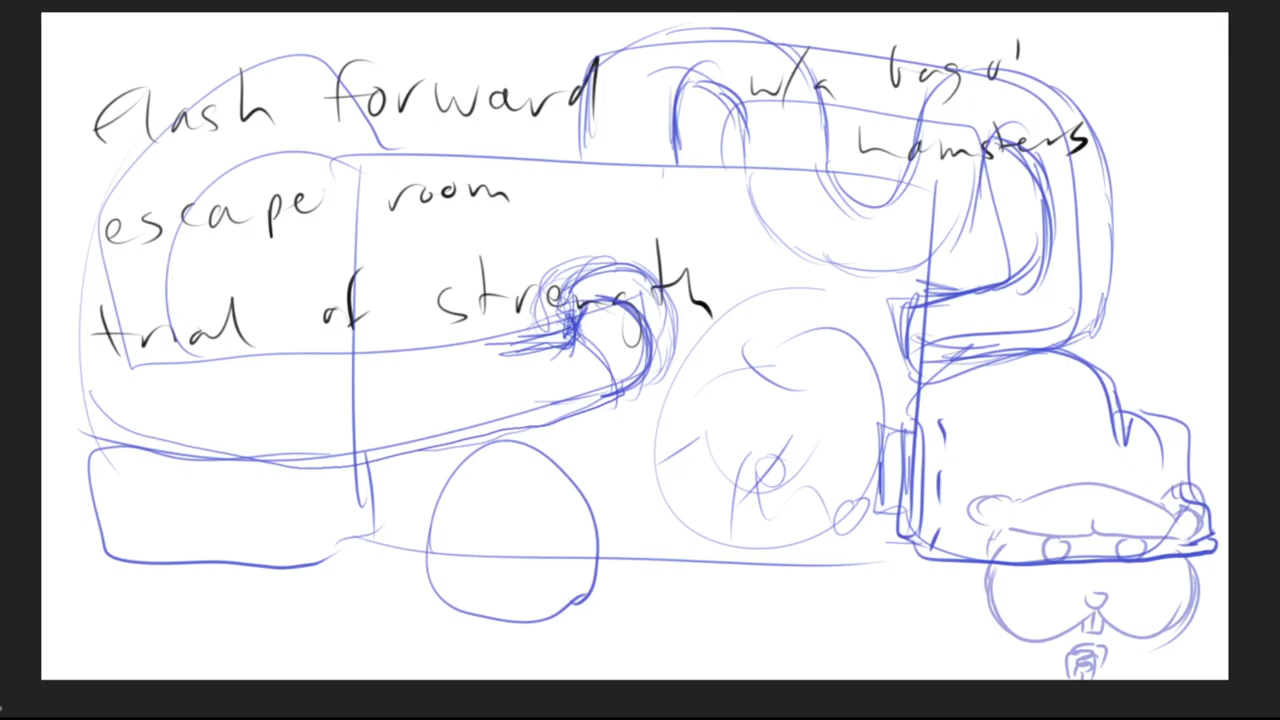 flash forward
w/a bag o'
hamsters
escape room
trial of strength